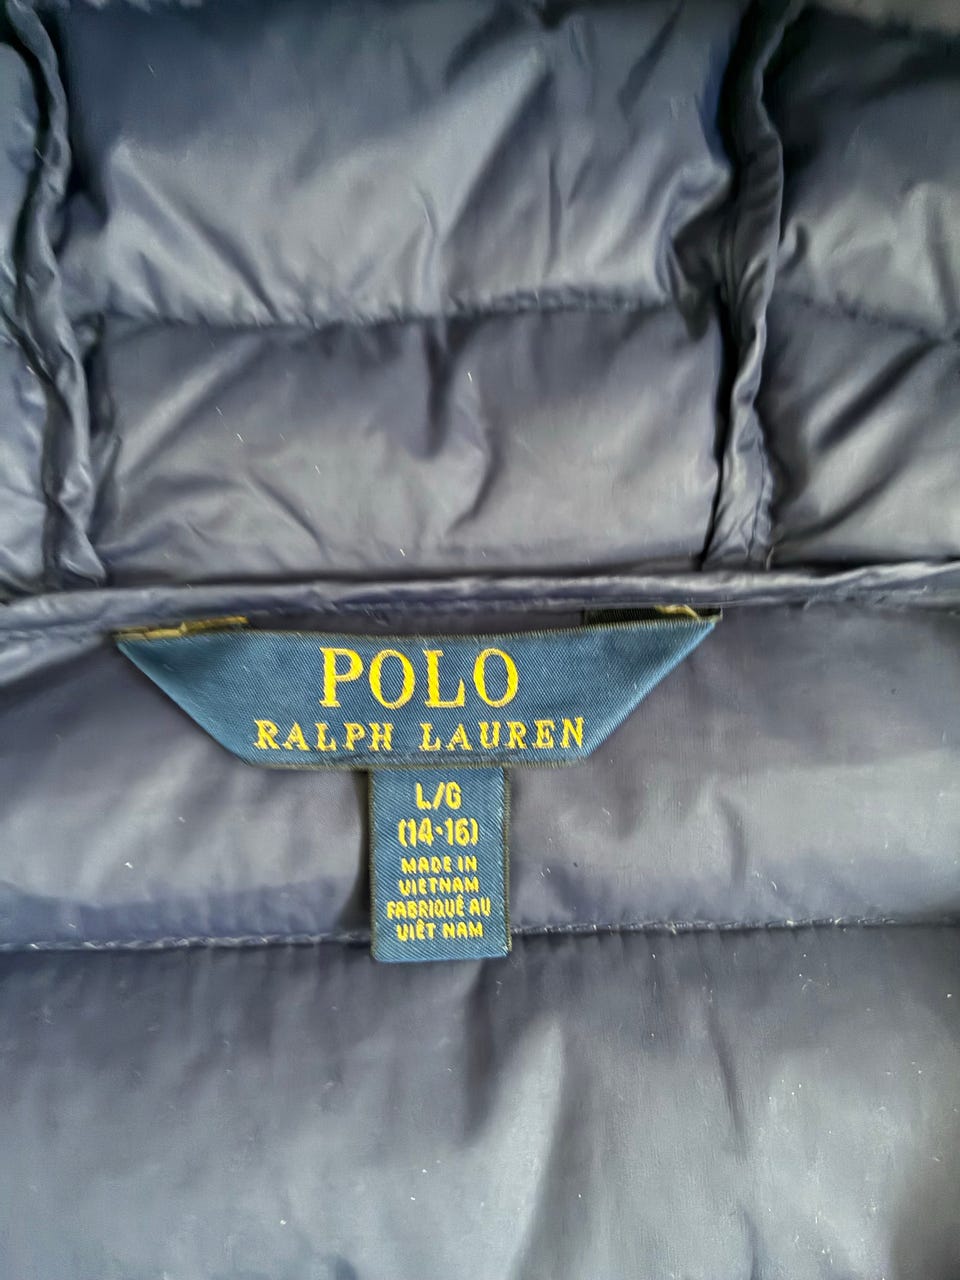 POLO
RALPH LAUREN
L/G
(14-16)
MADE IN
VIETNAM
FABRIQUÉ AU
VIÊT NAM